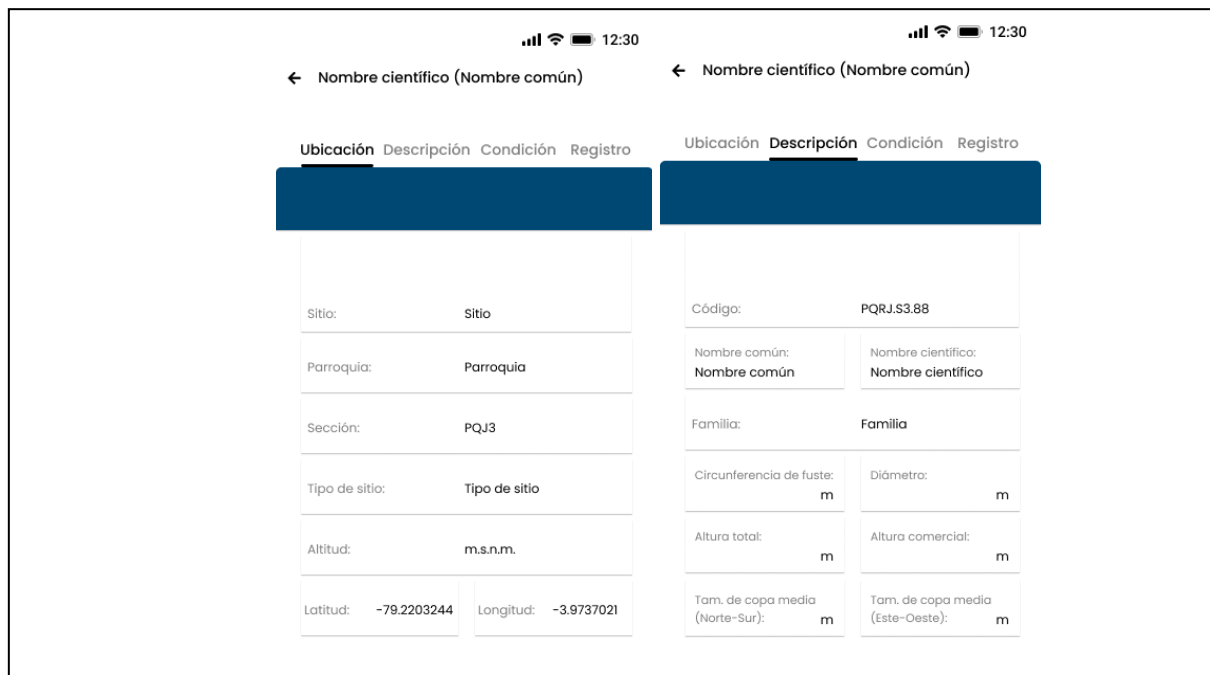 12:30
Nombre científico (Nombre común)
Ubicación Descripción Condición Registro
Sitio: Sitio
Parroquia: Parroquia
Sección: PQJ3
Tipo de sitio: Tipo de sitio
Altitud: m.s.n.m.
Latitud: -79.2203244 Longitud: -3.9737021
12:30
Nombre científico (Nombre común)
Ubicación Descripción Condición Registro
Código: PQRJ.S3.88
Nombre común: Nombre científico:
Nombre común Nombre científico
Familia: Familia
Circunferencia de fuste: Diámetro:
m m
Altura total: Altura comercial:
m m
Tam. de copa media Tam. de copa media
(Norte-Sur): m (Este-Oeste): m